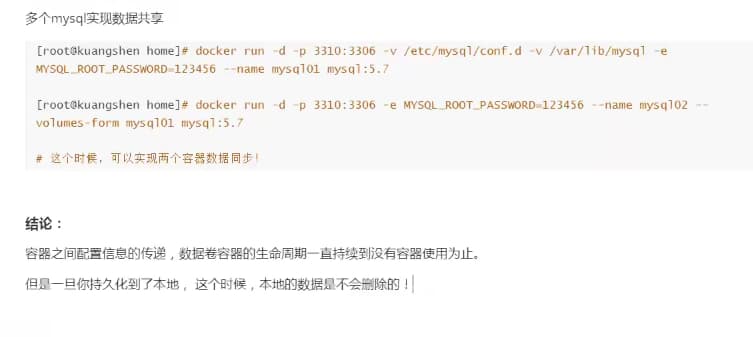 多个mysql实现数据共享
[root@kuangshen home]# docker run -d -p 3310:3306 -v /etc/mysql/conf.d -v /var/lib/mysql -e
MYSQL_ROOT_PASSWORD=123456 --name mysql01 mysql:5.7
[root@kuangshen home]# docker run -d -p 3310:3306 -e MYSQL_ROOT_PASSWORD=123456 --name mysql02 --
volumes-form mysql01 mysql:5.7
# 这个时候，可以实现两个容器数据同步！
结论：
容器之间配置信息的传递，数据卷容器的生命周期一直持续到没有容器使用为止。
但是一旦你持久化到了本地，这个时候，本地的数据是不会删除的！